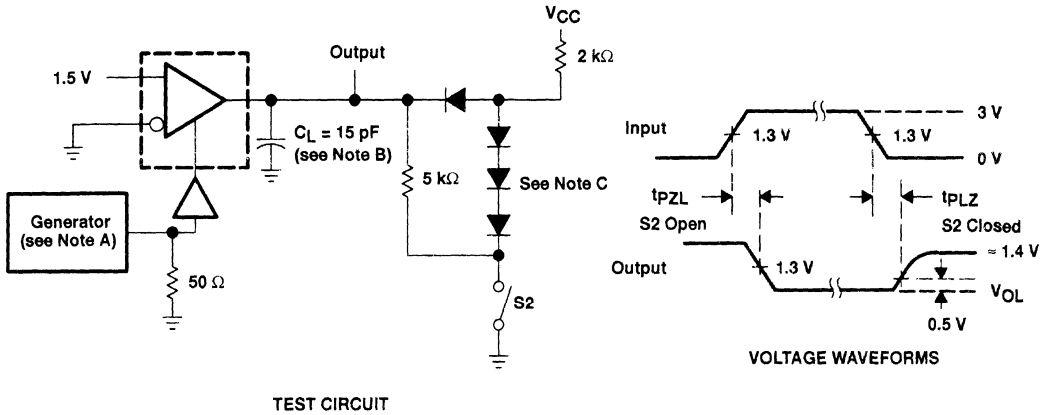 VCC
Output
2 kΩ
1.5 V
CL = 15 pF
(see Note B)
5 kΩ
See Note C
Generator
(see Note A)
50 Ω
S2
TEST CIRCUIT
3 V
Input
1.3 V
1.3 V
0 V
tPZL
tPLZ
S2 Open
S2 Closed
≈ 1.4 V
Output
1.3 V
VOL
0.5 V
VOLTAGE WAVEFORMS